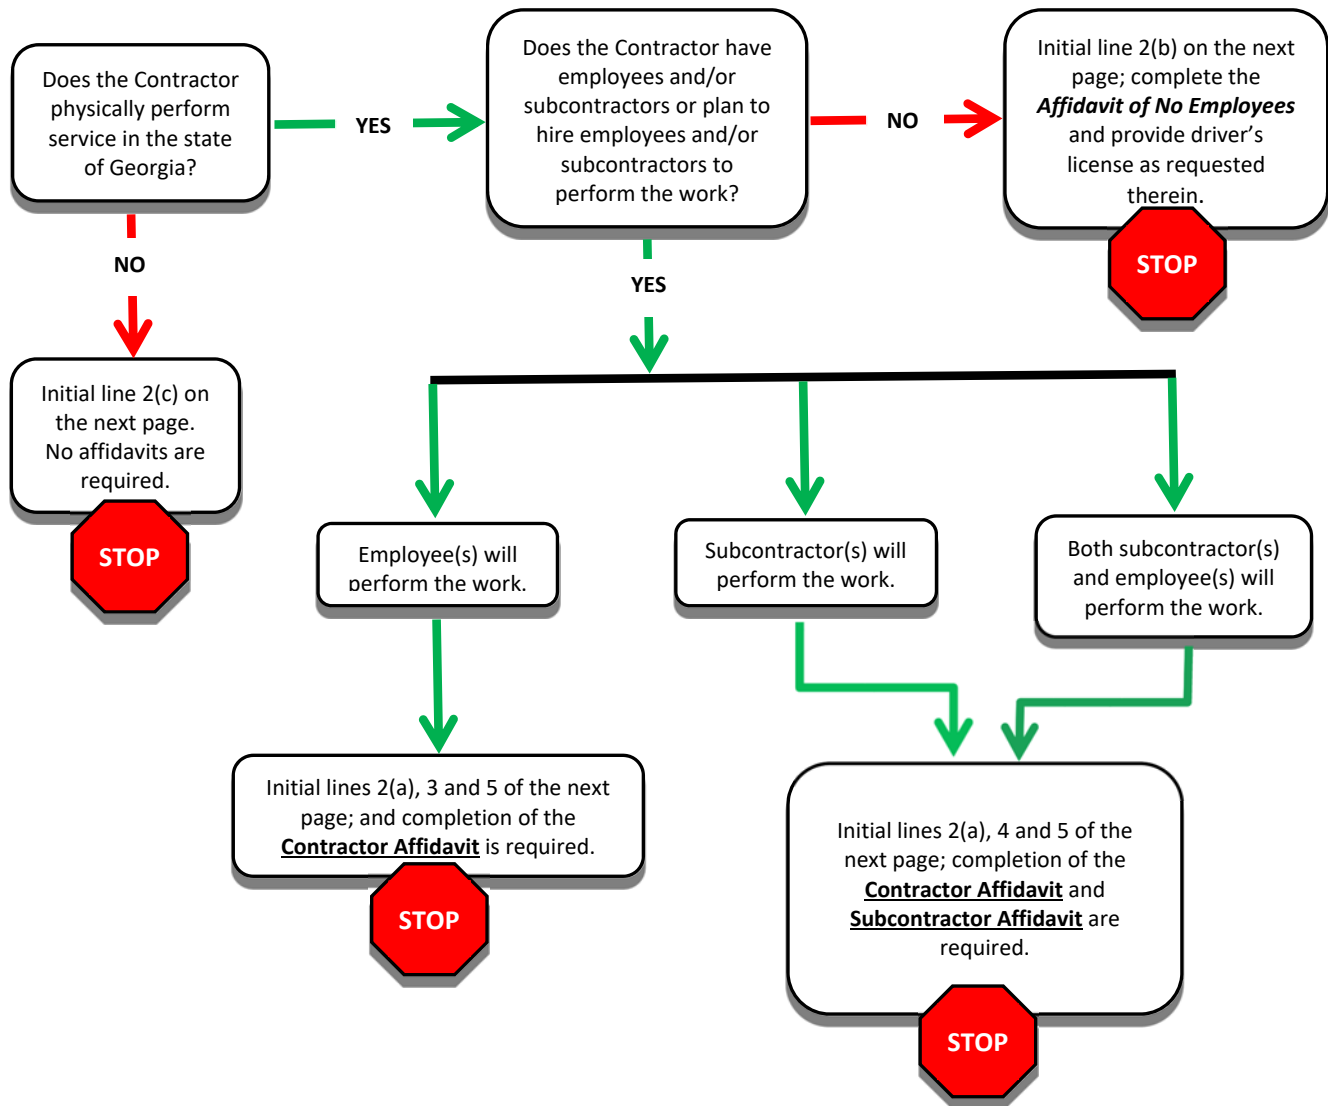 Does the Contractor
physically perform
service in the state
of Georgia?
YES
Does the Contractor have
employees and/or
subcontractors or plan to
hire employees and/or
subcontractors to
perform the work?
NO
Initial line 2(b) on the next
page; complete the
Affidavit of No Employees
and provide driver’s
license as requested
therein.
STOP
NO
YES
Initial line 2(c) on
the next page.
No affidavits are
required.
STOP
Employee(s) will
perform the work.
Subcontractor(s) will
perform the work.
Both subcontractor(s)
and employee(s) will
perform the work.
Initial lines 2(a), 3 and 5 of the next
page; and completion of the
Contractor Affidavit is required.
STOP
Initial lines 2(a), 4 and 5 of the
next page; completion of the
Contractor Affidavit and
Subcontractor Affidavit are
required.
STOP